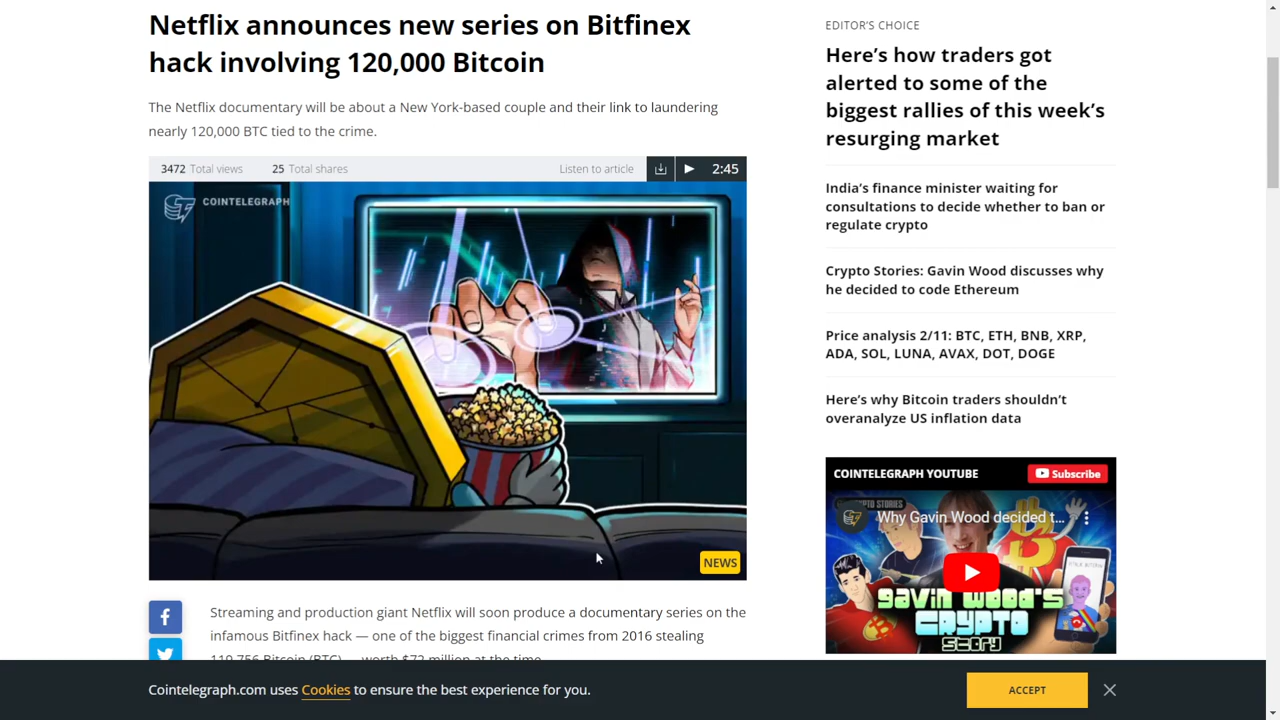 Netflix announces new series on Bitfinex
hack involving 120,000 Bitcoin
The Netflix documentary will be about a New York-based couple and their link to laundering
nearly 120,000 BTC tied to the crime.
3472 Total views 25 Total shares Listen to article 2:45
COINTELEGRAPH
NEWS
Streaming and production giant Netflix will soon produce a documentary series on the
infamous Bitfinex hack — one of the biggest financial crimes from 2016 stealing
119,756 Bitcoin (BTC) — worth $72 million at the time.
EDITOR'S CHOICE
Here's how traders got
alerted to some of the
biggest rallies of this week's
resurging market
India's finance minister waiting for
consultations to decide whether to ban or
regulate crypto
Crypto Stories: Gavin Wood discusses why
he decided to code Ethereum
Price analysis 2/11: BTC, ETH, BNB, XRP,
ADA, SOL, LUNA, AVAX, DOT, DOGE
Here's why Bitcoin traders shouldn't
overanalyze US inflation data
COINTELEGRAPH YOUTUBE Subscribe
Why Gavin Wood decided t...
GAVIN WOOD'S
CRYPTO
STORY
Cointelegraph.com uses Cookies to ensure the best experience for you.
ACCEPT